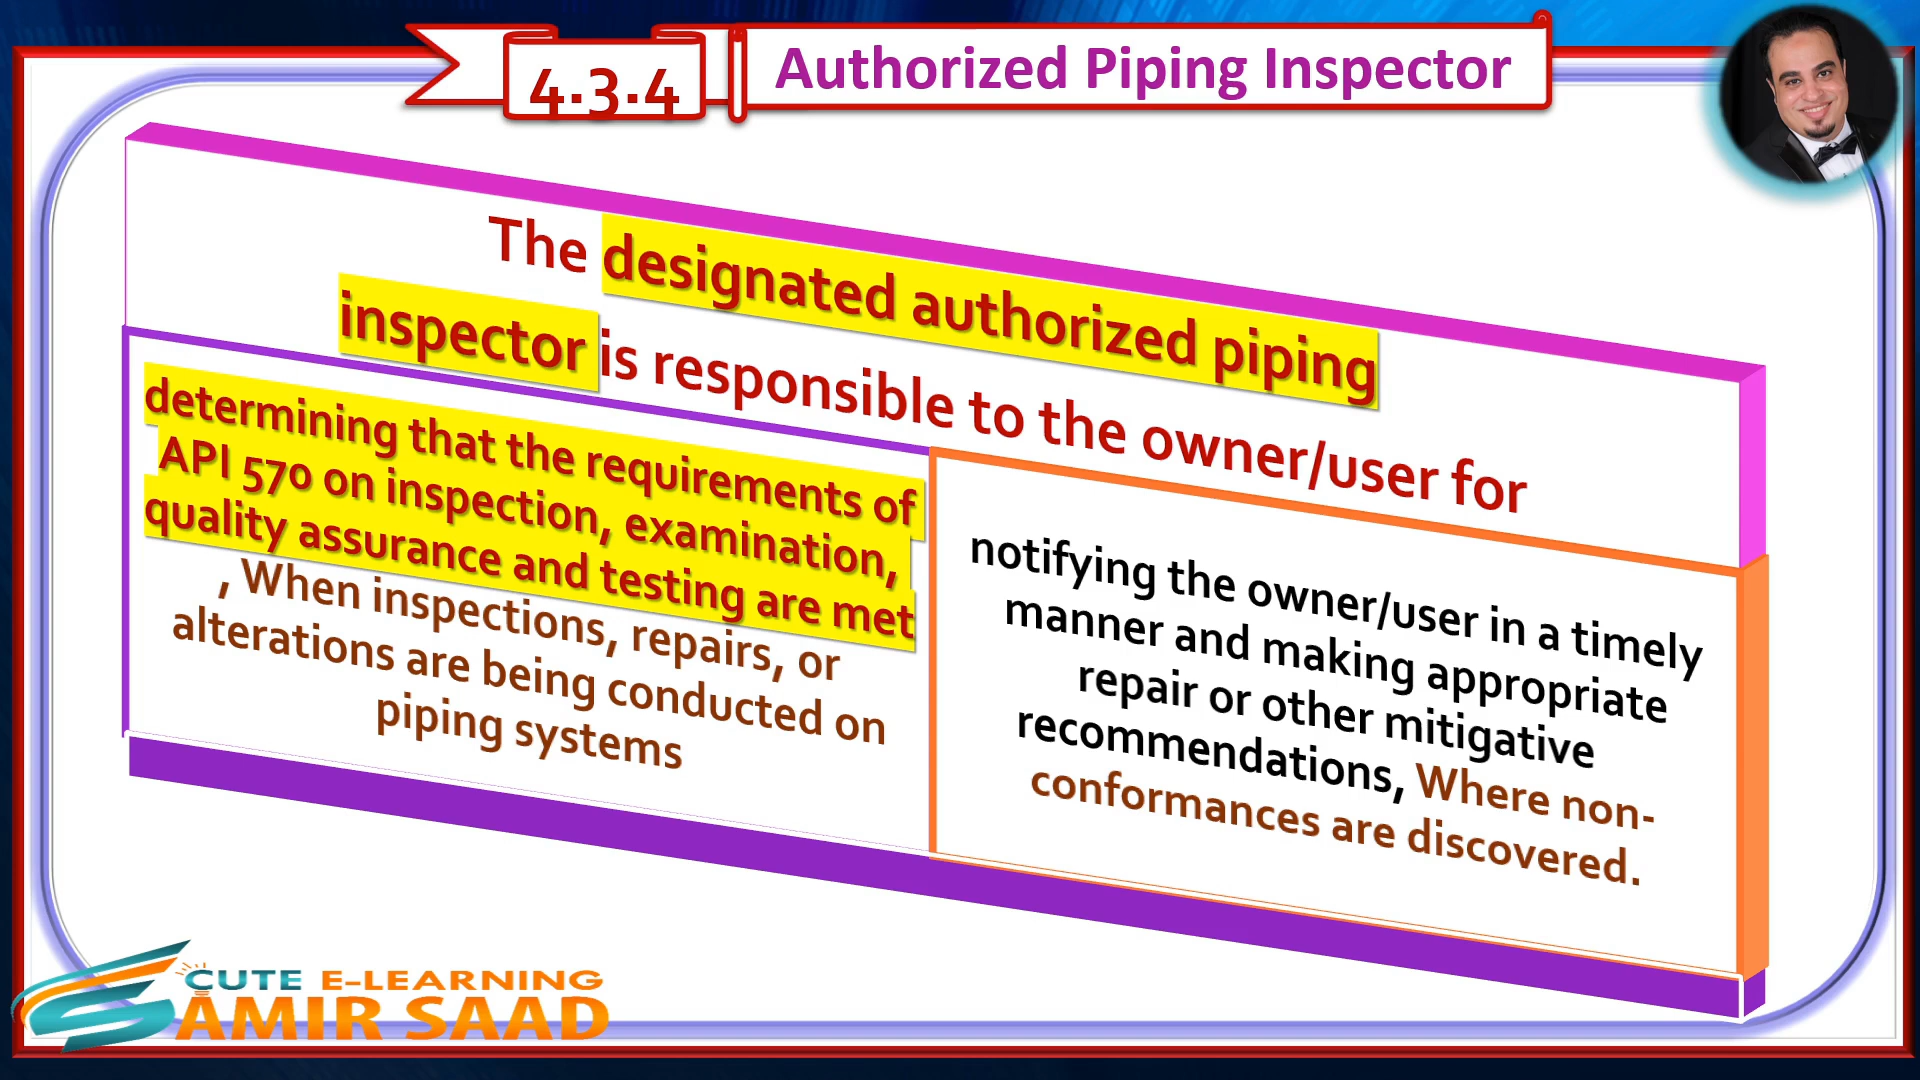 4.3.4
Authorized Piping Inspector
The designated authorized piping
inspector is responsible to the owner/user for
determining that the requirements of
API 570 on inspection, examination,
quality assurance and testing are met
, When inspections, repairs, or
alterations are being conducted on
piping systems
notifying the owner/user in a timely
manner and making appropriate
repair or other mitigative
recommendations, Where non-
conformances are discovered.
CUTE E-LEARNING
AMIR SAAD